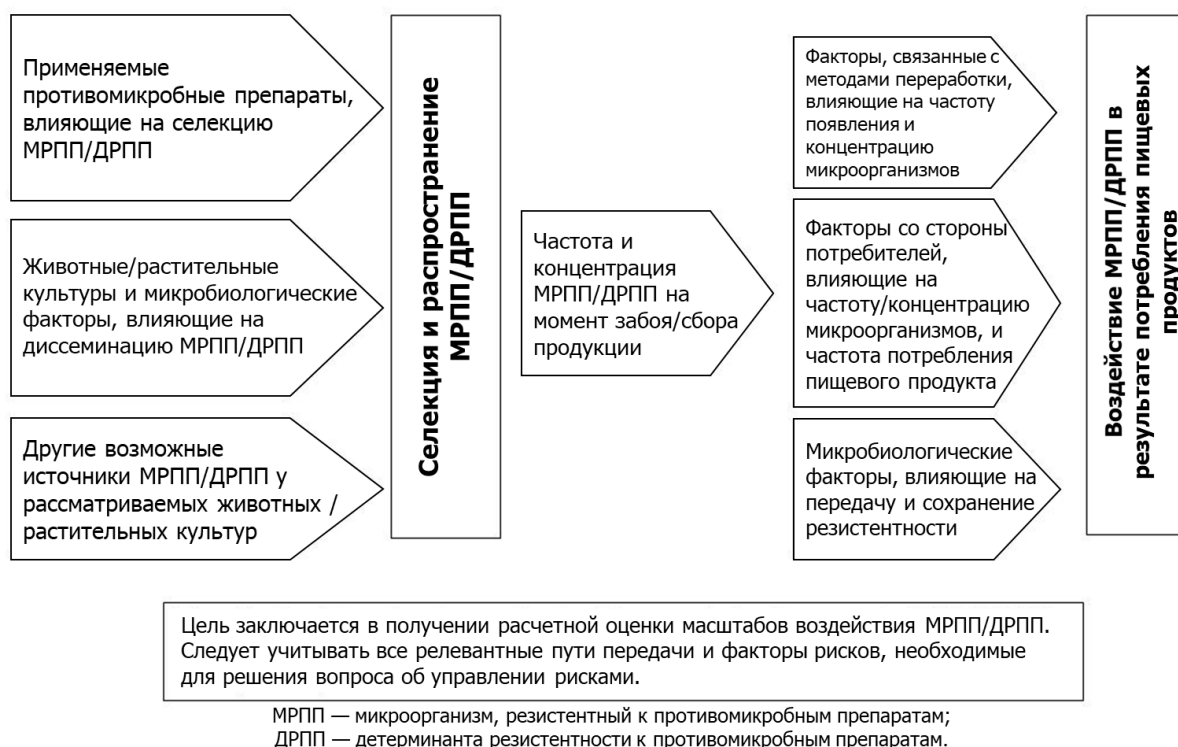 Применяемые
противомикробные препараты,
влияющие на селекцию
МРПП/ДРПП
Животные/растительные
культуры и микробиологические
факторы, влияющие на
диссеминацию МРПП/ДРПП
Другие возможные
источники МРПП/ДРПП у
рассматриваемых животных /
растительных культур
Селекция и распространение
МРПП/ДРПП
Частота и
концентрация
МРПП/ДРПП на
момент забоя/сбора
продукции
Факторы, связанные с
методами переработки,
влияющие на частоту
появления и
концентрацию
микроорганизмов
Факторы со стороны
потребителей,
влияющие на
частоту/концентрацию
микроорганизмов, и
частота потребления
пищевого продукта
Микробиологические
факторы, влияющие на
передачу и сохранение
резистентности
Воздействие МРПП/ДРПП в
результате потребления пищевых
продуктов
Цель заключается в получении расчетной оценки масштабов воздействия МРПП/ДРПП.
Следует учитывать все релевантные пути передачи и факторы рисков, необходимые
для решения вопроса об управлении рисками.
МРПП — микроорганизм, резистентный к противомикробным препаратам;
ДРПП — детерминанта резистентности к противомикробным препаратам.